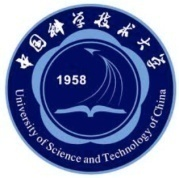 中国科学技术大学
1958
University of Science and Technology of China